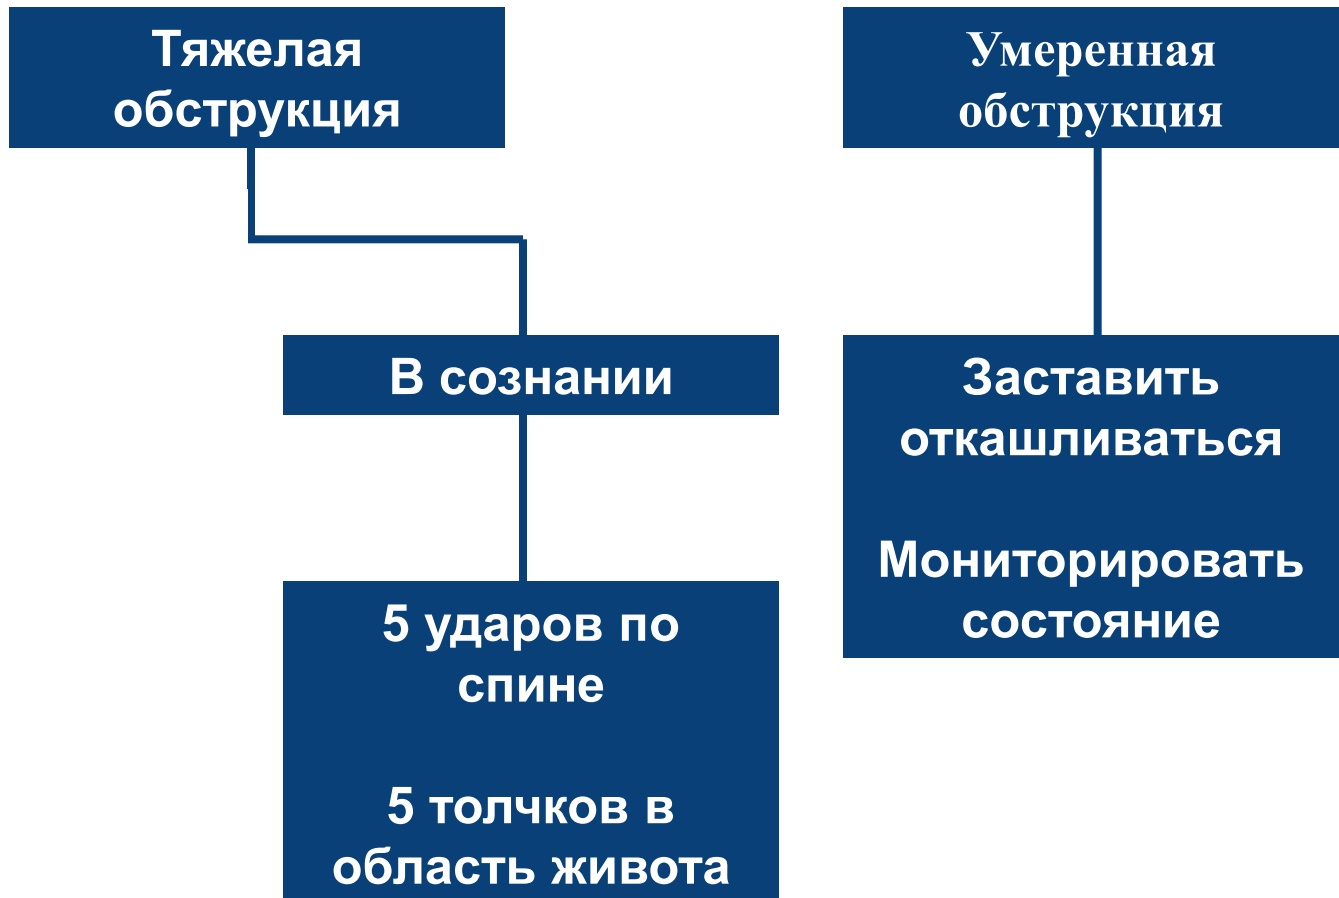 Тяжелая
обструкция
Умеренная
обструкция
В сознании
Заставить
откашливаться
Мониторировать
состояние
5 ударов по
спине
5 толчков в
область живота